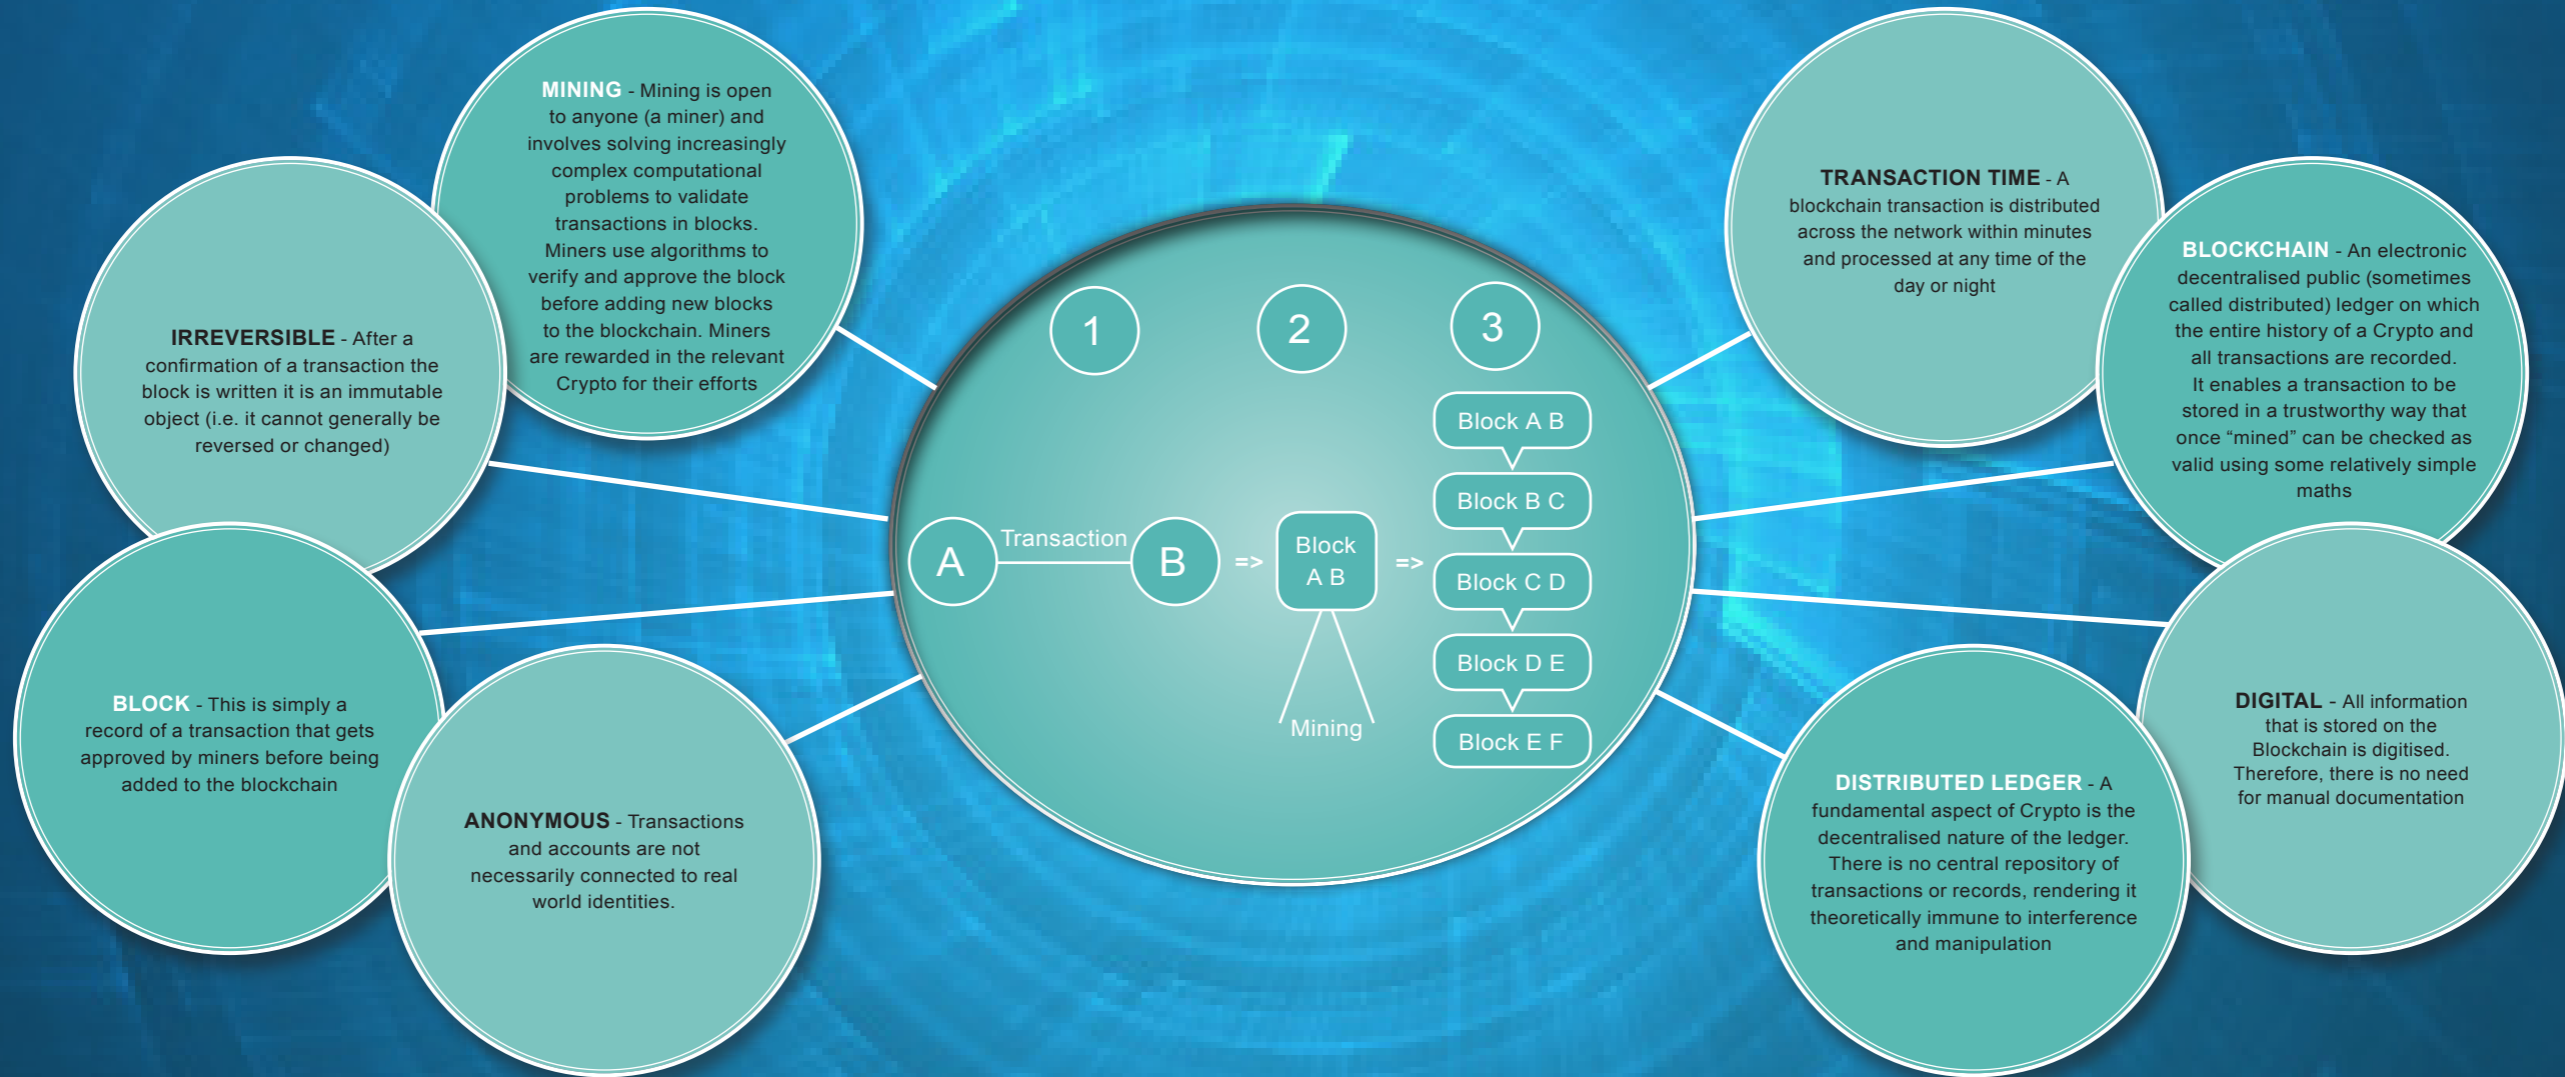 MINING - Mining is open
to anyone (a miner) and
involves solving increasingly
complex computational
problems to validate
transactions in blocks.
Miners use algorithms to
verify and approve the block
before adding new blocks
to the blockchain. Miners
are rewarded in the relevant
Crypto for their efforts
IRREVERSIBLE - After a
confirmation of a transaction the
block is written it is an immutable
object (i.e. it cannot generally be
reversed or changed)
BLOCK - This is simply a
record of a transaction that gets
approved by miners before being
added to the blockchain
ANONYMOUS - Transactions
and accounts are not
necessarily connected to real
world identities.
1
2
3
A
Transaction
B
=>
Block
A B
=>
Mining
Block A B
Block B C
Block C D
Block D E
Block E F
TRANSACTION TIME - A
blockchain transaction is distributed
across the network within minutes
and processed at any time of the
day or night
BLOCKCHAIN - An electronic
decentralised public (sometimes
called distributed) ledger on which
the entire history of a Crypto and
all transactions are recorded.
It enables a transaction to be
stored in a trustworthy way that
once “mined” can be checked as
valid using some relatively simple
maths
DIGITAL - All information
that is stored on the
Blockchain is digitised.
Therefore, there is no need
for manual documentation
DISTRIBUTED LEDGER - A
fundamental aspect of Crypto is the
decentralised nature of the ledger.
There is no central repository of
transactions or records, rendering it
theoretically immune to interference
and manipulation